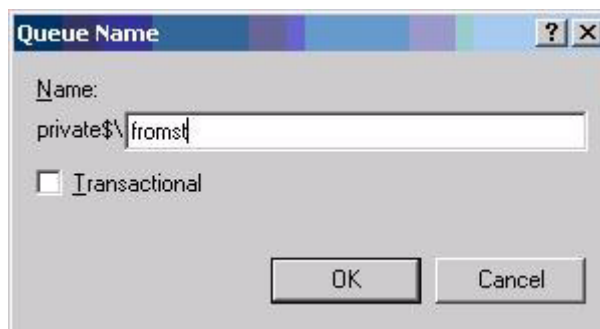 Queue Name
Name:
private$\ fromst
Transactional
OK Cancel